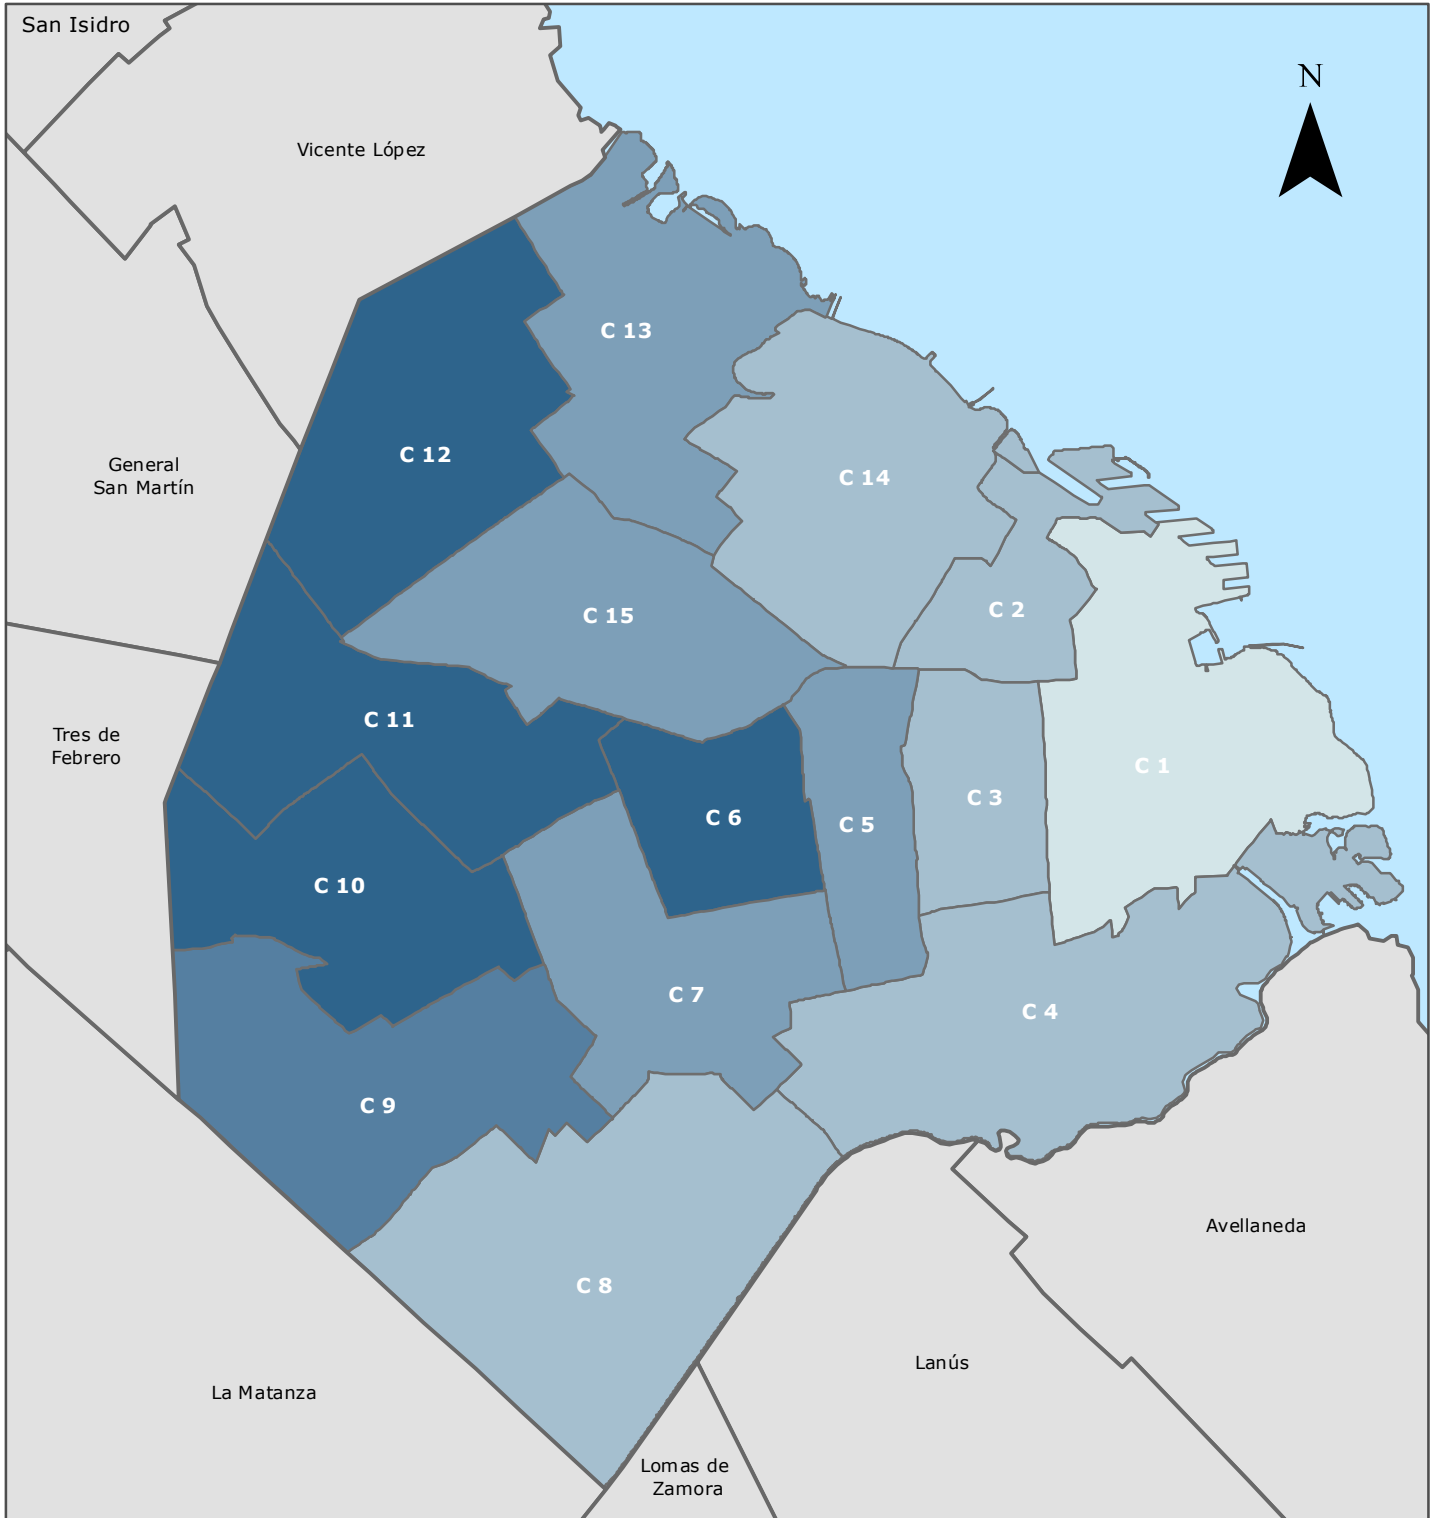 San Isidro
N
Vicente López
C 13
C 12
General
San Martín
C 14
C 2
C 15
C 11
Tres de
Febrero
C 1
C 3
C 6
C 5
C 10
C 7
C 4
C 9
Avellaneda
C 8
Lanús
La Matanza
Lomas de
Zamora